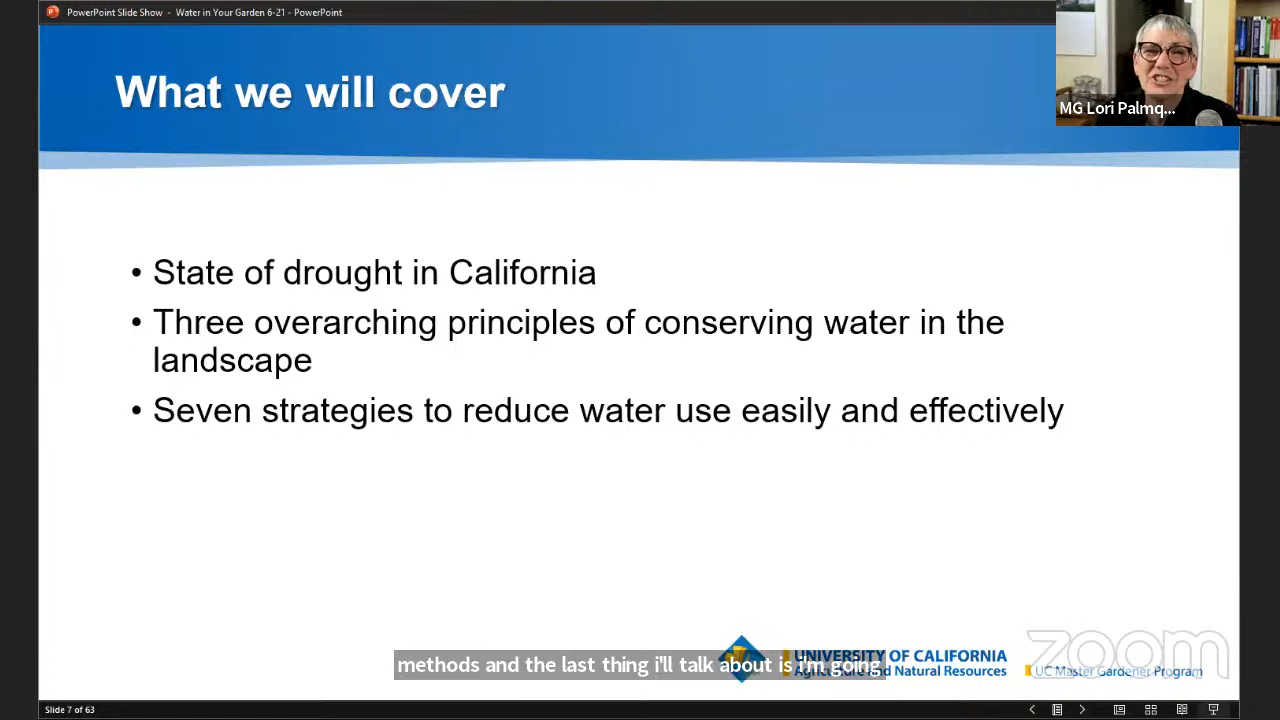 PowerPoint Slide Show - Water in Your Garden 6-21 - PowerPoint
What we will cover
MG Lori Palmq...
• State of drought in California
• Three overarching principles of conserving water in the
landscape
• Seven strategies to reduce water use easily and effectively
UNIVERSITY OF CALIFORNIA
Agriculture and Natural Resources
UC Master Gardener Program
zoom
methods and the last thing i'll talk about is i'm going
Slide 7 of 63